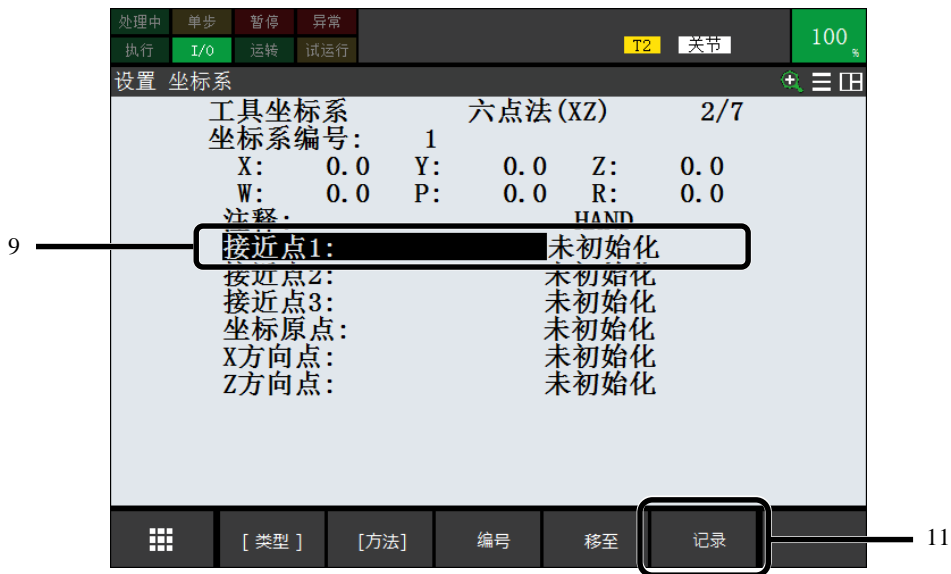 处理中 单步 暂停 异常
执行 I/O 运转 试运行 T2 关节 100 %
设置 坐标系
工具坐标系 六点法(XZ) 2/7
坐标系编号: 1
X: 0.0 Y: 0.0 Z: 0.0
W: 0.0 P: 0.0 R: 0.0
注释: HAND
9 接近点1: 未初始化
接近点2: 未初始化
接近点3: 未初始化
坐标原点: 未初始化
X方向点: 未初始化
Z方向点: 未初始化
[ 类型 ] [方法] 编号 移至 记录 11